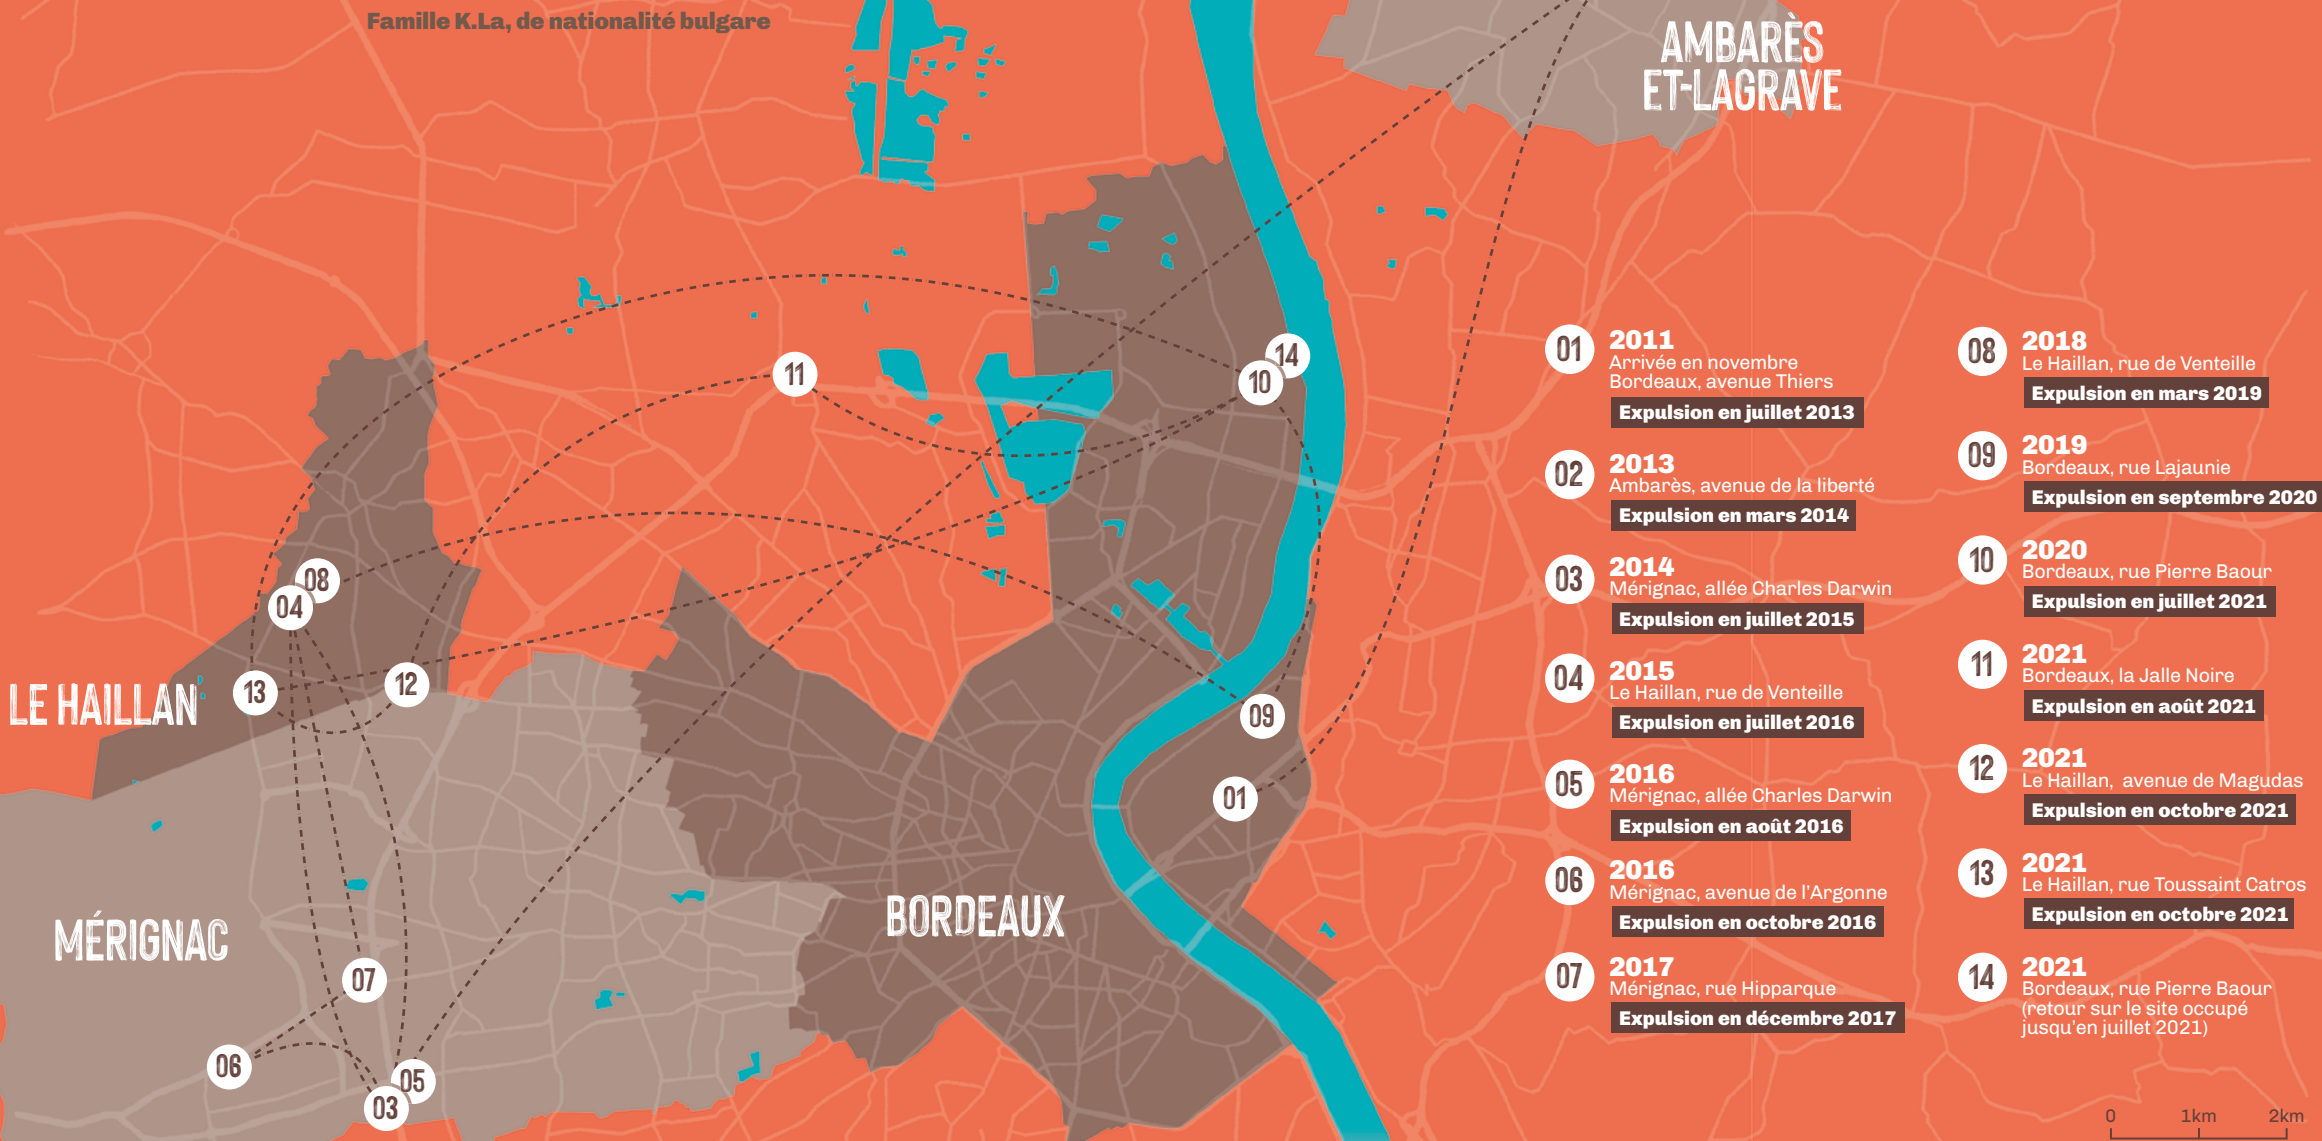 Famille K.La, de nationalité bulgare
AMBARÈS
ET-LAGRAVE
LE HAILLAN
MÉRIGNAC
BORDEAUX
11
14
10
08
04
13
12
09
01
07
06
05
03
01
2011
Arrivée en novembre
Bordeaux, avenue Thiers
Expulsion en juillet 2013
02
2013
Ambarès, avenue de la liberté
Expulsion en mars 2014
03
2014
Mérignac, allée Charles Darwin
Expulsion en juillet 2015
04
2015
Le Haillan, rue de Venteille
Expulsion en juillet 2016
05
2016
Mérignac, allée Charles Darwin
Expulsion en août 2016
06
2016
Mérignac, avenue de l'Argonne
Expulsion en octobre 2016
07
2017
Mérignac, rue Hipparque
Expulsion en décembre 2017
08
2018
Le Haillan, rue de Venteille
Expulsion en mars 2019
09
2019
Bordeaux, rue Lajaunie
Expulsion en septembre 2020
10
2020
Bordeaux, rue Pierre Baour
Expulsion en juillet 2021
11
2021
Bordeaux, la Jalle Noire
Expulsion en août 2021
12
2021
Le Haillan, avenue de Magudas
Expulsion en octobre 2021
13
2021
Le Haillan, rue Toussaint Catros
Expulsion en octobre 2021
14
2021
Bordeaux, rue Pierre Baour
(retour sur le site occupé
jusqu'en juillet 2021)
0 1km 2km